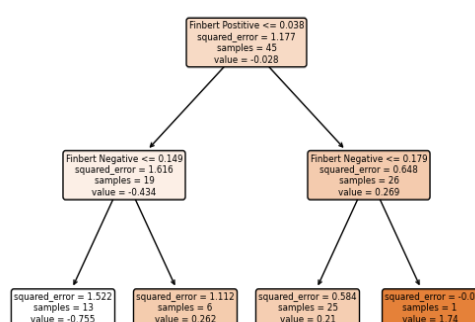 Finbert Postitive <= 0.038
squared_error = 1.177
samples = 45
value = -0.028
Finbert Negative <= 0.149
squared_error = 1.616
samples = 19
value = -0.434
Finbert Negative <= 0.179
squared_error = 0.648
samples = 26
value = 0.269
squared_error = 1.522
samples = 13
value = -0.755
squared_error = 1.112
samples = 6
value = 0.262
squared_error = 0.584
samples = 25
value = 0.21
squared_error = -0.0
samples = 1
value = 1.74